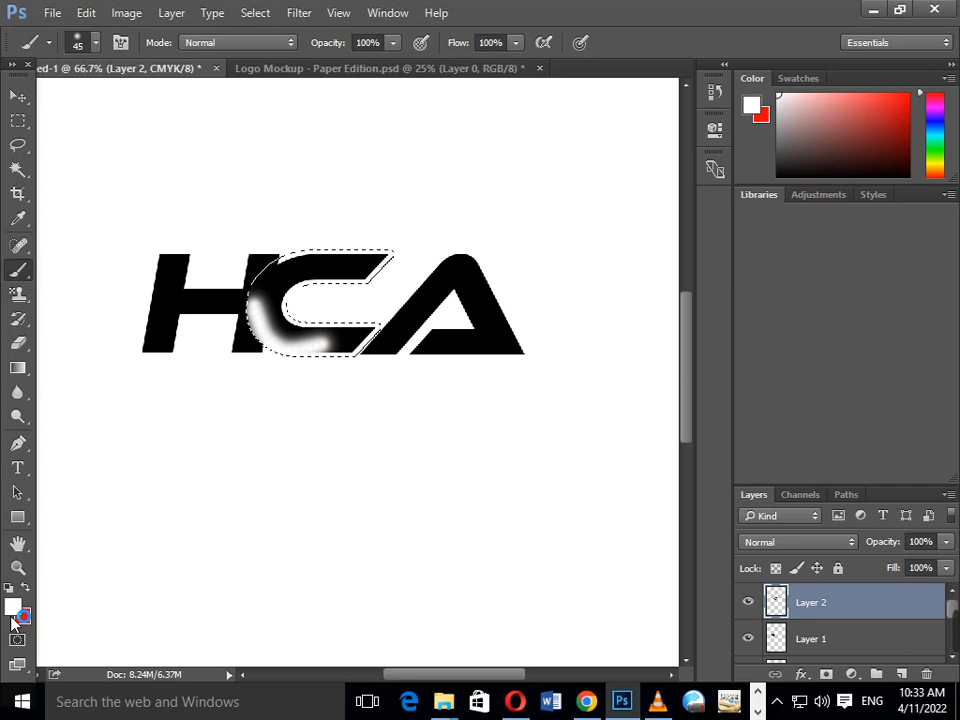 Ps File Edit Image Layer Type Select Filter View Window Help
45 Mode: Normal Opacity: 100% Flow: 100% Essentials
ed-1 @ 66.7% (Layer 2, CMYK/8) * × Logo Mockup - Paper Edition.psd @ 25% (Layer 0, RGB/8) * ×
Color Swatches
Libraries Adjustments Styles
HCA
Layers Channels Paths
Kind
Normal Opacity: 100%
Lock: Fill: 100%
Layer 2
Layer 1
Doc: 8.24M/6.37M
Search the web and Windows
ENG
10:33 AM
4/11/2022